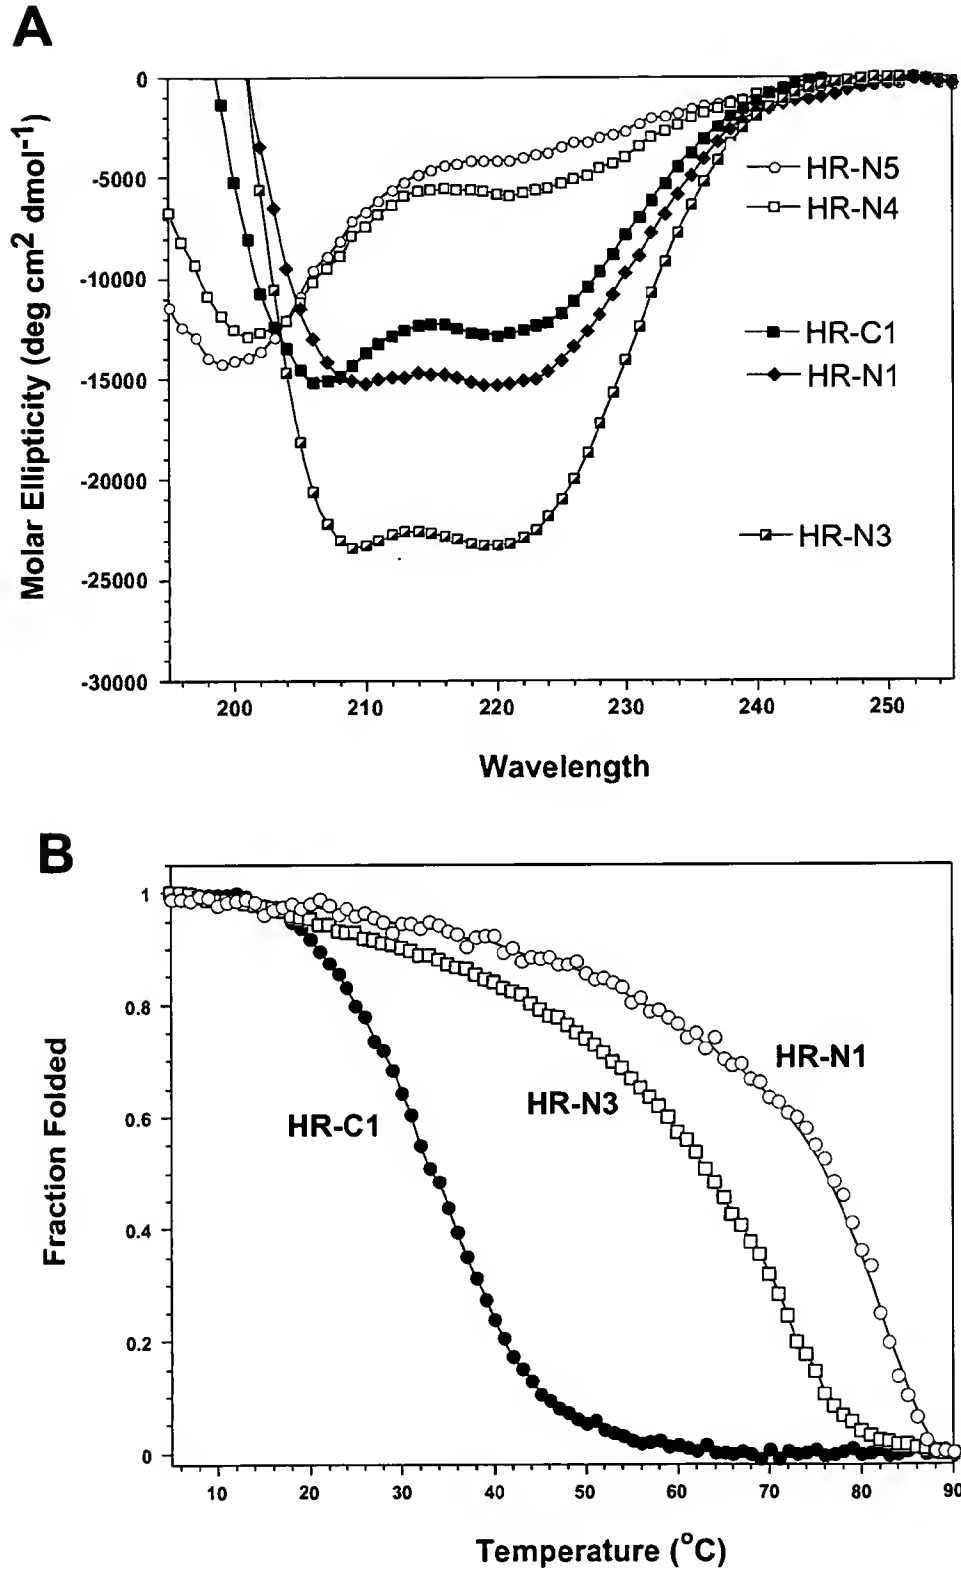 A
Molar Ellipticity (deg cm2 dmol-1)
0
-5000
-10000
-15000
-20000
-25000
-30000
HR-N5
HR-N4
HR-C1
HR-N1
HR-N3
200 210 220 230 240 250
Wavelength
B
Fraction Folded
1
0.8
0.6
0.4
0.2
0
HR-N1
HR-N3
HR-C1
10 20 30 40 50 60 70 80 90
Temperature (oC)